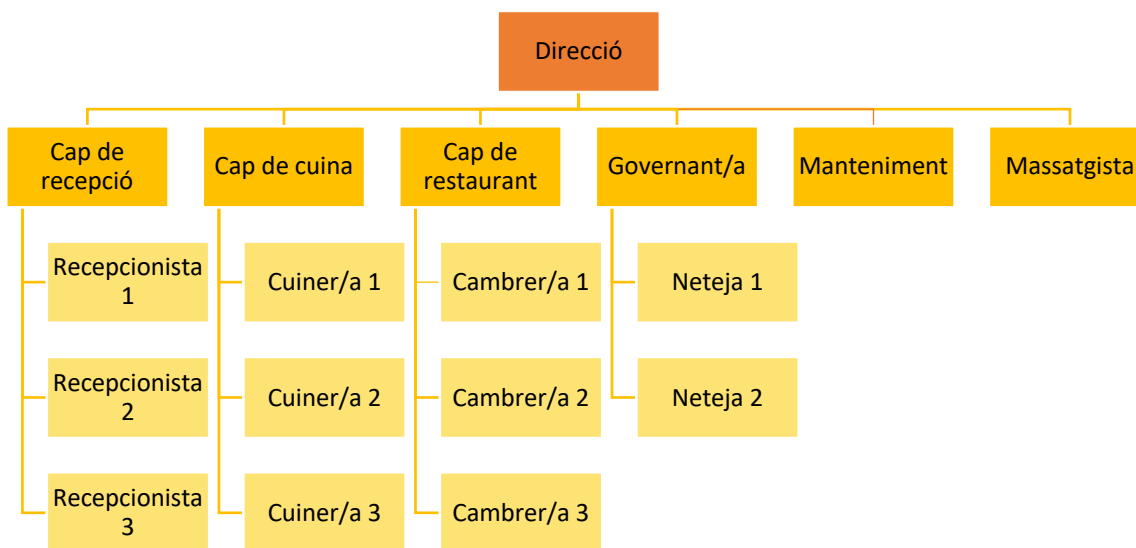 Direcció
Cap de
recepció
Cap de cuina
Cap de
restaurant
Governant/a
Manteniment
Massatgista
Recepcionista
1
Cuiner/a 1
Cambrer/a 1
Neteja 1
Recepcionista
2
Cuiner/a 2
Cambrer/a 2
Neteja 2
Recepcionista
3
Cuiner/a 3
Cambrer/a 3